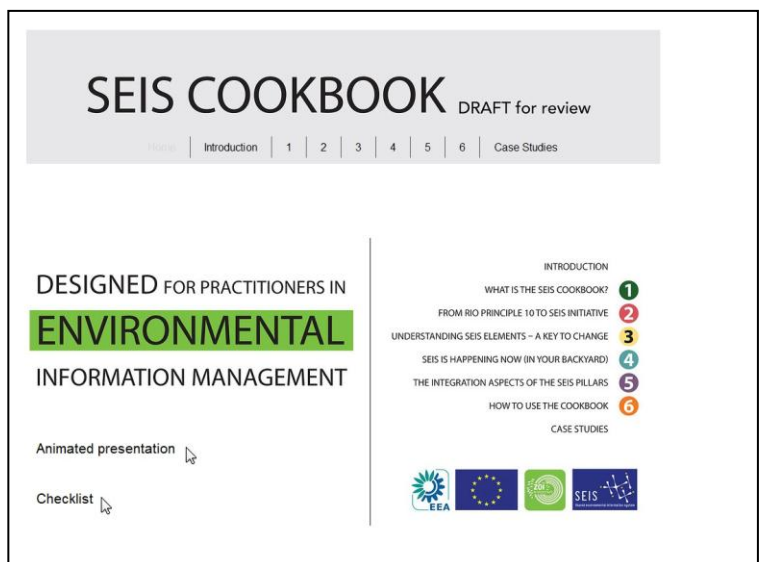 SEIS COOKBOOK DRAFT for review
Home Introduction 1 2 3 4 5 6 Case Studies
DESIGNED FOR PRACTITIONERS IN
ENVIRONMENTAL
INFORMATION MANAGEMENT
Animated presentation
Checklist
INTRODUCTION
WHAT IS THE SEIS COOKBOOK? 1
FROM RIO PRINCIPLE 10 TO SEIS INITIATIVE 2
UNDERSTANDING SEIS ELEMENTS – A KEY TO CHANGE 3
SEIS IS HAPPENING NOW (IN YOUR BACKYARD) 4
THE INTEGRATION ASPECTS OF THE SEIS PILLARS 5
HOW TO USE THE COOKBOOK 6
CASE STUDIES
EEA
ZOI
SEIS